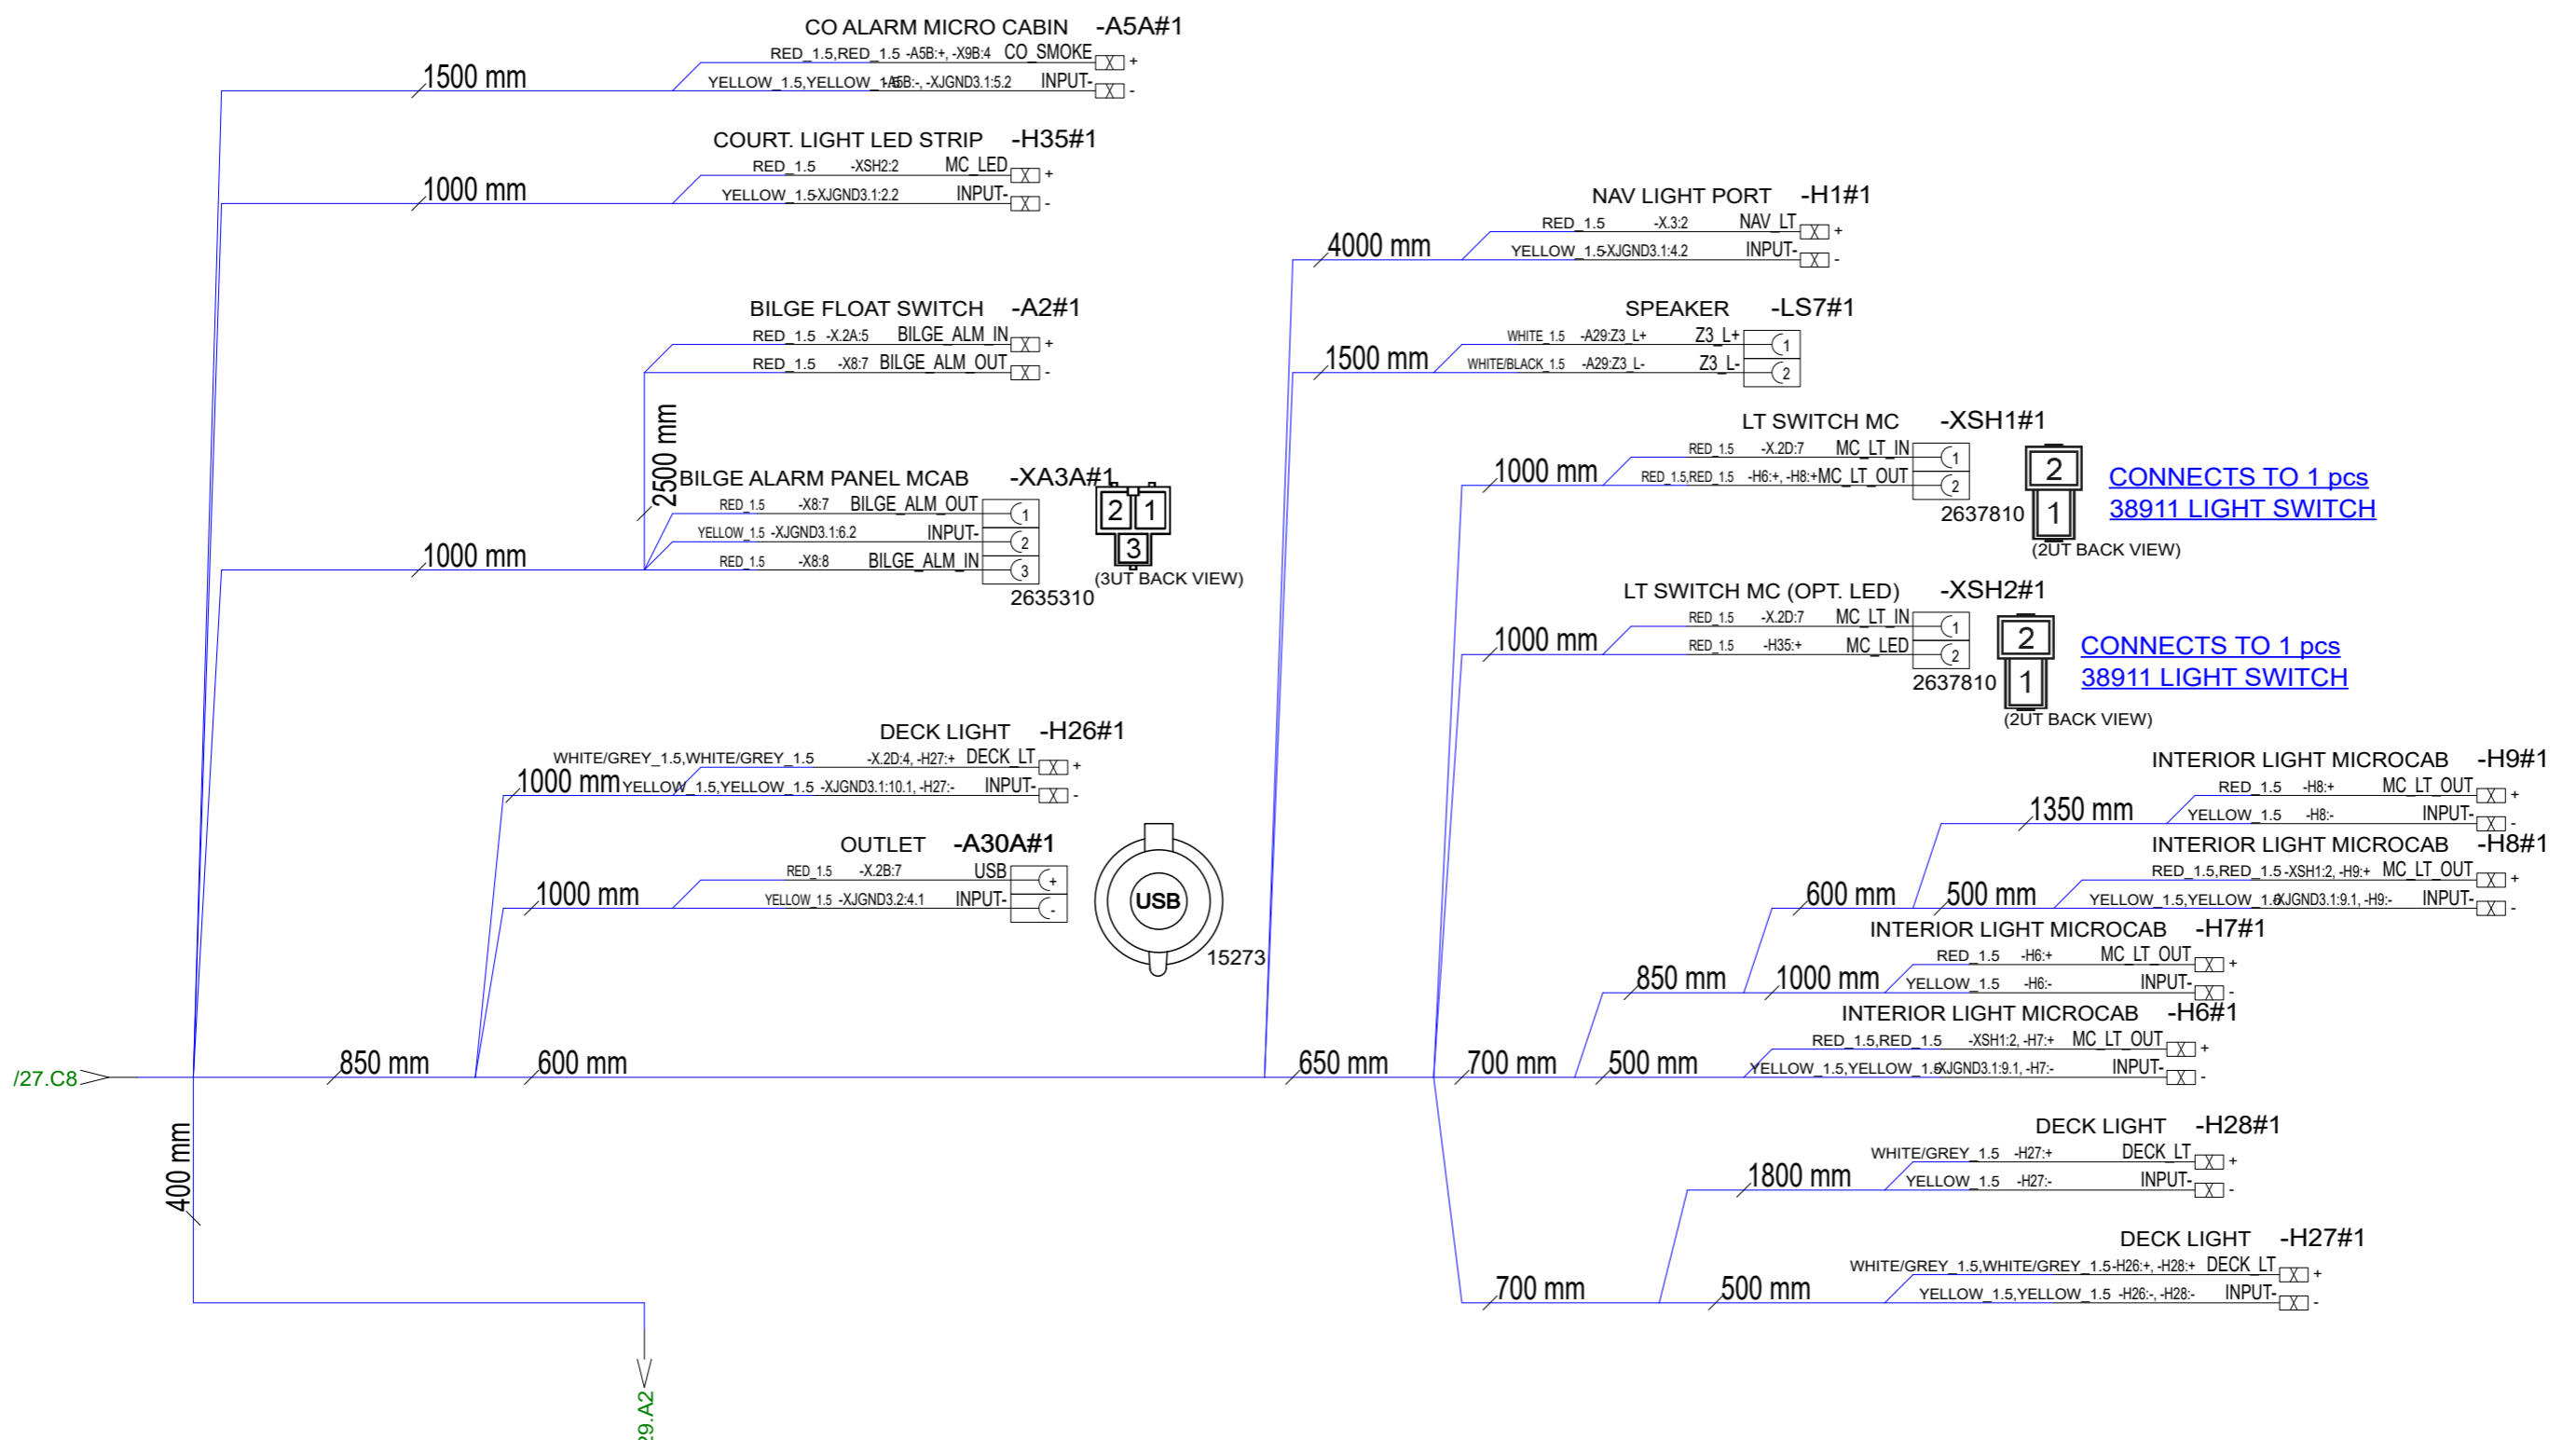 CO ALARM MICRO CABIN -A5A#1
RED_1.5,RED_1.5 -A5B:+, -X9B:4 CO_SMOKE +
1500 mm
YELLOW_1.5,YELLOW_1.5 -A5B:-, -XJGND3.1:5.2 INPUT- -
COURT. LIGHT LED STRIP -H35#1
RED_1.5 -XSH2:2 MC_LED +
1000 mm
YELLOW_1.5 -XJGND3.1:2.2 INPUT- -
BILGE FLOAT SWITCH -A2#1
RED_1.5 -X.2A:5 BILGE_ALM_IN +
RED_1.5 -X8:7 BILGE_ALM_OUT -
2500 mm
BILGE ALARM PANEL MCAB -XA3A#1
RED_1.5 -X8:7 BILGE_ALM_OUT 1
YELLOW_1.5 -XJGND3.1:6.2 INPUT- 2
1000 mm
RED_1.5 -X8:8 BILGE_ALM_IN 3
2635310
2 1
3
(3UT BACK VIEW)
DECK LIGHT -H26#1
WHITE/GREY_1.5,WHITE/GREY_1.5 -X.2D:4, -H27:+ DECK_LT +
1000 mm
YELLOW_1.5,YELLOW_1.5 -XJGND3.1:10.1, -H27:- INPUT- -
OUTLET -A30A#1
RED_1.5 -X.2B:7 USB +
1000 mm
YELLOW_1.5 -XJGND3.2:4.1 INPUT- -
USB
15273
/27.C8
850 mm
600 mm
650 mm
700 mm
400 mm
29.A2
NAV LIGHT PORT -H1#1
RED_1.5 -X.3:2 NAV_LT +
4000 mm
YELLOW_1.5 -XJGND3.1:4.2 INPUT- -
SPEAKER -LS7#1
WHITE_1.5 -A29:Z3_L+ Z3_L+ 1
1500 mm
WHITE/BLACK_1.5 -A29:Z3_L- Z3_L- 2
LT SWITCH MC -XSH1#1
RED_1.5 -X.2D:7 MC_LT_IN 1
1000 mm
RED_1.5,RED_1.5 -H6:+, -H8:+ MC_LT_OUT 2
2637810
2
1
(2UT BACK VIEW)
CONNECTS TO 1 pcs
38911 LIGHT SWITCH
LT SWITCH MC (OPT. LED) -XSH2#1
RED_1.5 -X.2D:7 MC_LT_IN 1
1000 mm
RED_1.5 -H35:+ MC_LED 2
2637810
2
1
(2UT BACK VIEW)
CONNECTS TO 1 pcs
38911 LIGHT SWITCH
INTERIOR LIGHT MICROCAB -H9#1
RED_1.5 -H8:+ MC_LT_OUT +
1350 mm
YELLOW_1.5 -H8:- INPUT- -
INTERIOR LIGHT MICROCAB -H8#1
RED_1.5,RED_1.5 -XSH1:2, -H9:+ MC_LT_OUT +
600 mm
500 mm
YELLOW_1.5,YELLOW_1.5 -XJGND3.1:9.1, -H9:- INPUT- -
INTERIOR LIGHT MICROCAB -H7#1
RED_1.5 -H6:+ MC_LT_OUT +
850 mm
1000 mm
YELLOW_1.5 -H6:- INPUT- -
INTERIOR LIGHT MICROCAB -H6#1
RED_1.5,RED_1.5 -XSH1:2, -H7:+ MC_LT_OUT +
500 mm
YELLOW_1.5,YELLOW_1.5 -XJGND3.1:9.1, -H7:- INPUT- -
DECK LIGHT -H28#1
WHITE/GREY_1.5 -H27:+ DECK_LT +
1800 mm
YELLOW_1.5 -H27:- INPUT- -
DECK LIGHT -H27#1
WHITE/GREY_1.5,WHITE/GREY_1.5 -H26:+, -H28:+ DECK_LT +
700 mm
500 mm
YELLOW_1.5,YELLOW_1.5 -H26:-, -H28:- INPUT- -